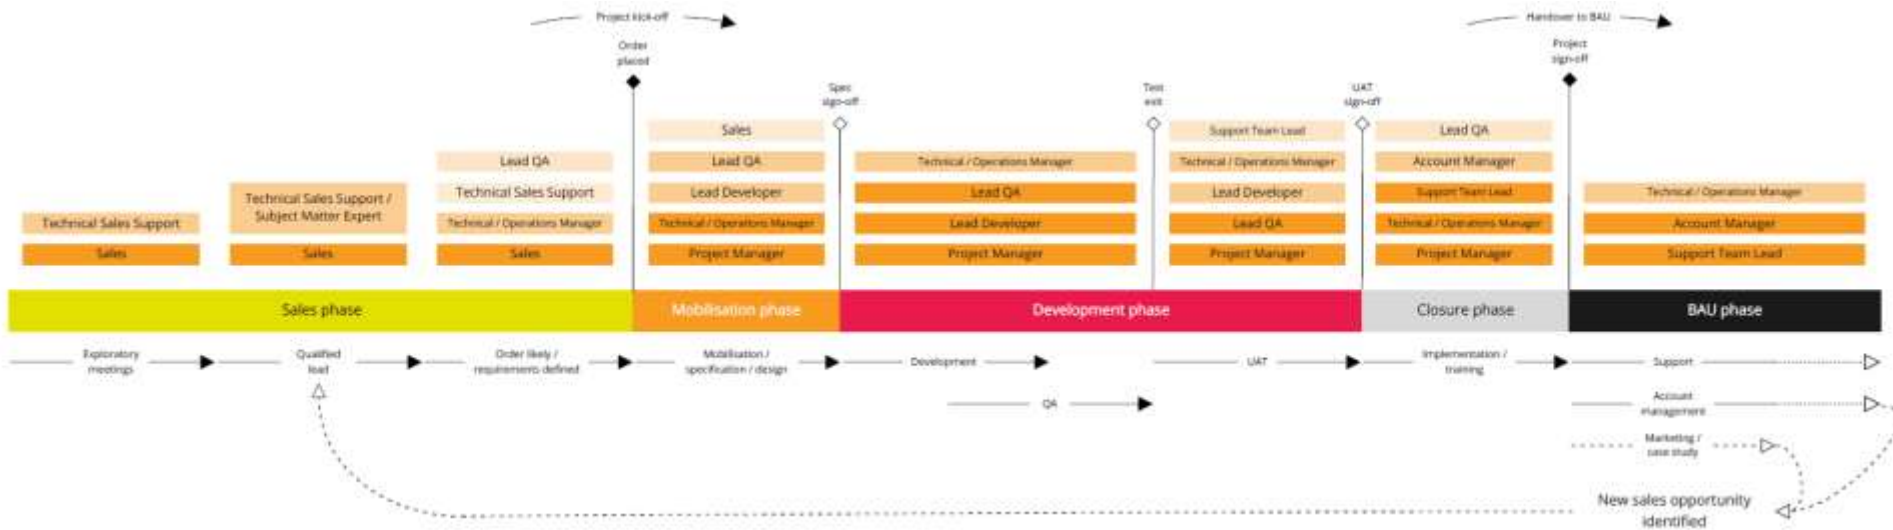 Project kick-off
Handover to BAU
Order
placed
Project
sign-off
Spec
sign-off
Test
exit
UAT
sign-off
Technical Sales Support
Sales
Technical Sales Support /
Subject Matter Expert
Sales
Lead QA
Technical Sales Support
Technical / Operations Manager
Sales
Sales
Lead QA
Lead Developer
Technical / Operations Manager
Project Manager
Technical / Operations Manager
Lead QA
Lead Developer
Project Manager
Support Team Lead
Technical / Operations Manager
Lead Developer
Lead QA
Project Manager
Lead QA
Account Manager
Support Team Lead
Technical / Operations Manager
Project Manager
Technical / Operations Manager
Account Manager
Support Team Lead
Sales phase
Mobilisation phase
Development phase
Closure phase
BAU phase
Exploratory
meetings
Qualified
lead
Order likely /
requirements defined
Mobilisation /
specification / design
Development
QA
UAT
Implementation /
training
Support
Account
management
Marketing /
case study
New sales opportunity
identified